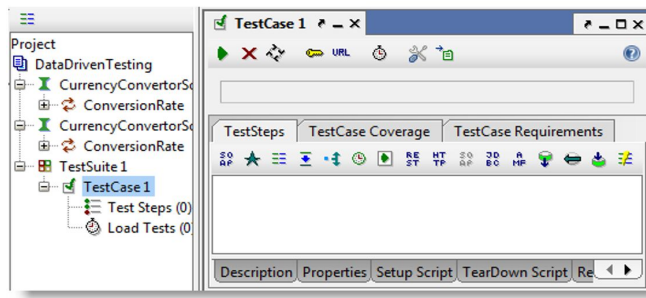 Project
DataDrivenTesting
CurrencyConvertorSo
ConversionRate
CurrencyConvertorSo
ConversionRate
TestSuite 1
TestCase 1
Test Steps (0)
Load Tests (0)
TestCase 1
URL
TestSteps
TestCase Coverage
TestCase Requirements
SO AP
RE ST
HT TP
SO AP
JD BC
A MF
Description
Properties
Setup Script
TearDown Script
Re